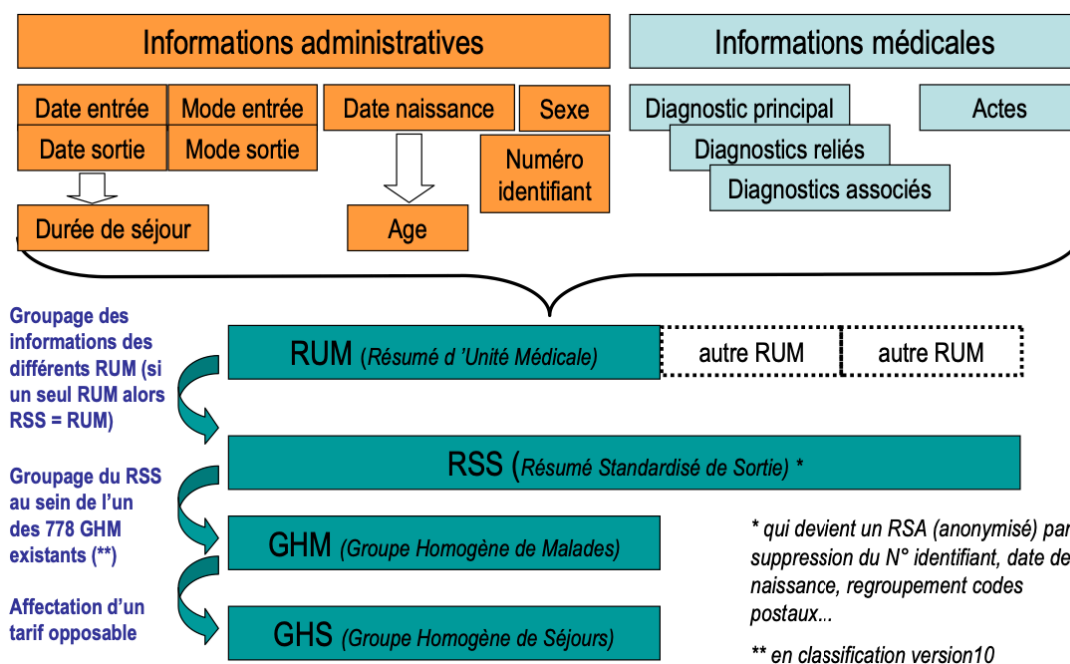 Informations administratives
Informations médicales
Date entrée
Mode entrée
Date naissance
Sexe
Diagnostic principal
Actes
Date sortie
Mode sortie
Numéro
identifiant
Diagnostics reliés
Diagnostics associés
Durée de séjour
Age
Groupage des
informations des
différents RUM (si
un seul RUM alors
RSS = RUM)
RUM (Résumé d 'Unité Médicale)
autre RUM
autre RUM
RSS (Résumé Standardisé de Sortie) *
Groupage du RSS
au sein de l'un
des 778 GHM
existants (**)
GHM (Groupe Homogène de Malades)
Affectation d'un
tarif opposable
GHS (Groupe Homogène de Séjours)
* qui devient un RSA (anonymisé) par
suppression du N° identifiant, date de
naissance, regroupement codes
postaux...
** en classification version10